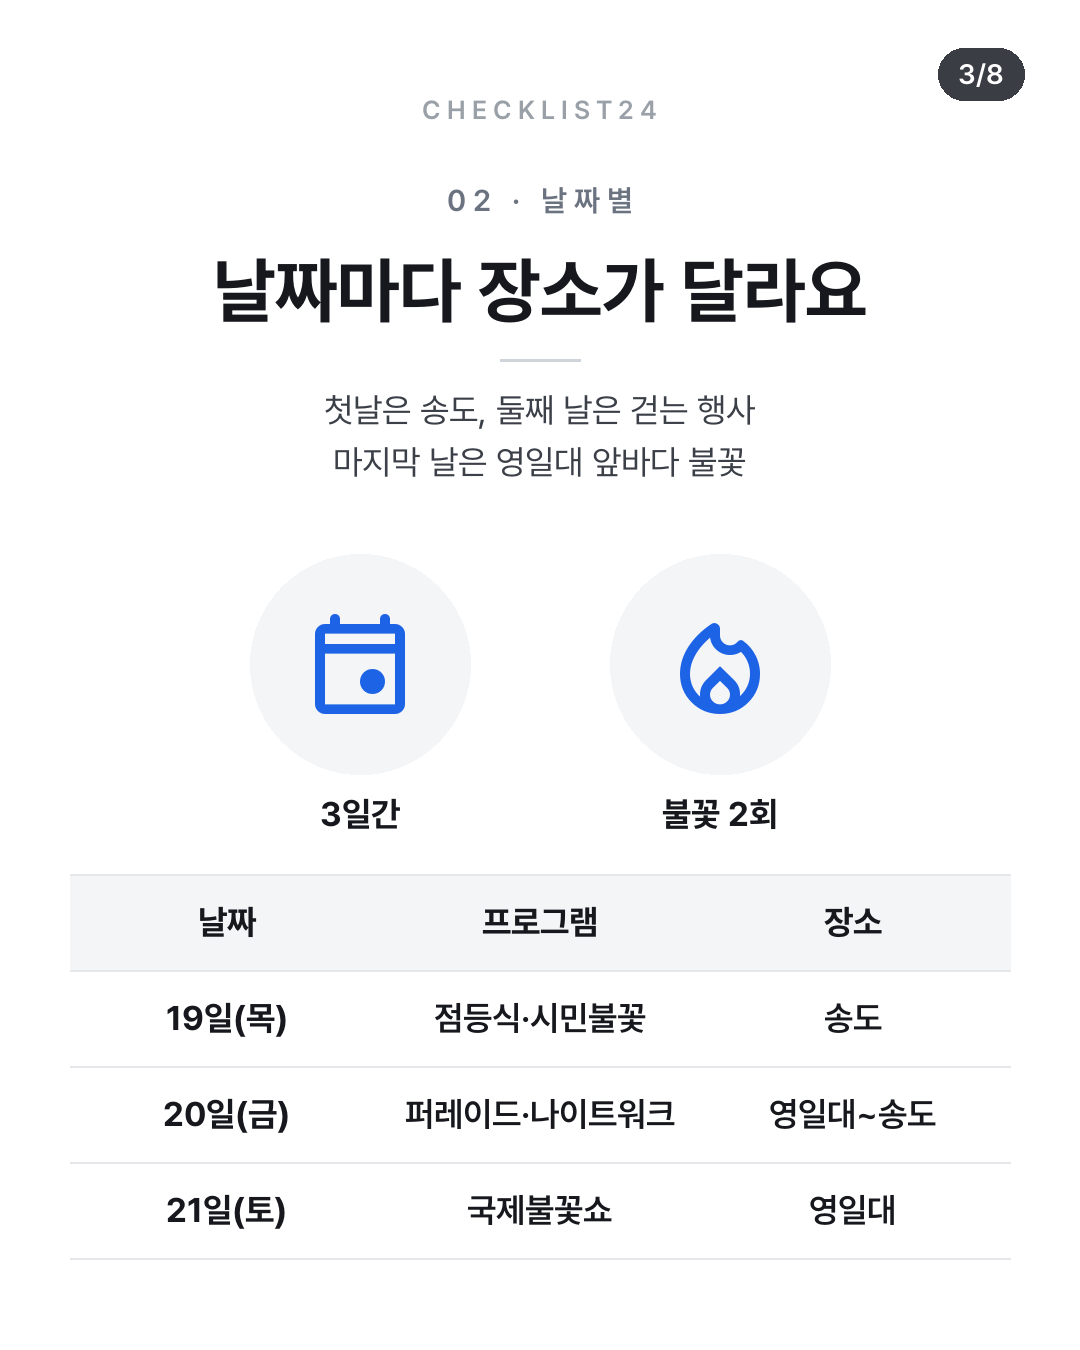 3/8
CHECKLIST24
02 · 날짜별
날짜마다 장소가 달라요
첫날은 송도, 둘째 날은 걷는 행사
마지막 날은 영일대 앞바다 불꽃
3일간 불꽃 2회
날짜 프로그램 장소
19일(목) 점등식·시민불꽃 송도
20일(금) 퍼레이드·나이트워크 영일대~송도
21일(토) 국제불꽃쇼 영일대